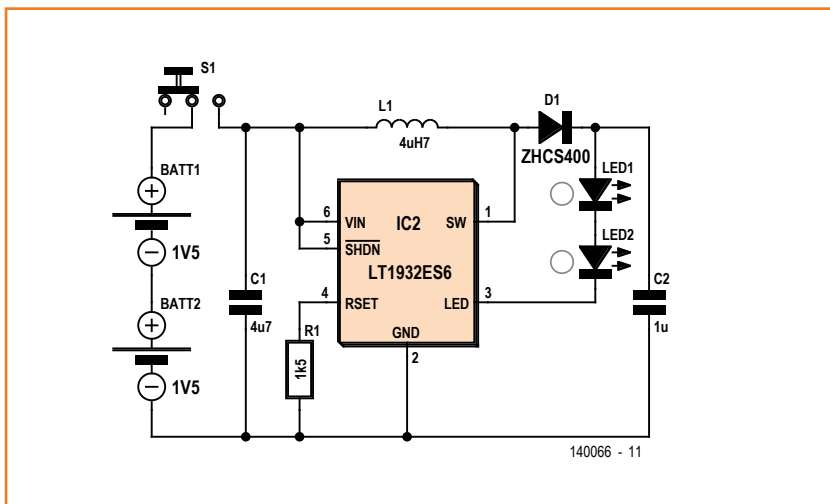 S1
BATT1
1V5
BATT2
1V5
C1
4u7
L1
4uH7
D1
ZHCS400
LED1
LED2
C2
1u
6
VIN
IC2
SW
1
5
SHDN
LT1932ES6
4
RSET
LED
3
R1
1k5
GND
2
140066 - 11